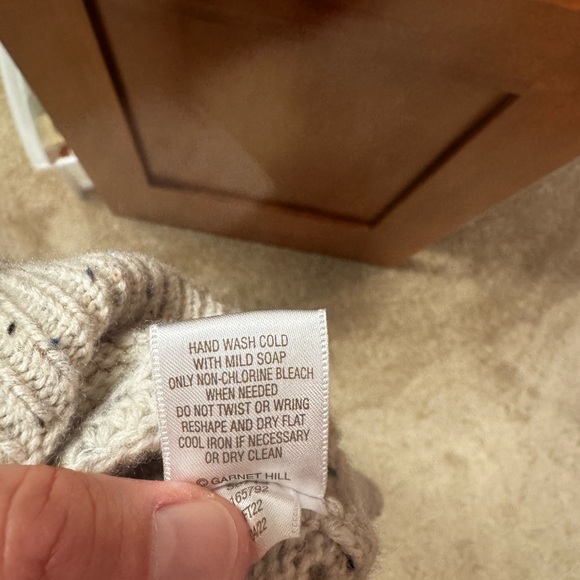 HAND WASH COLD
WITH MILD SOAP
ONLY NON-CHLORINE BLEACH
WHEN NEEDED
DO NOT TWIST OR WRING
RESHAPE AND DRY FLAT
COOL IRON IF NECESSARY
OR DRY CLEAN
© GARNET HILL
165792